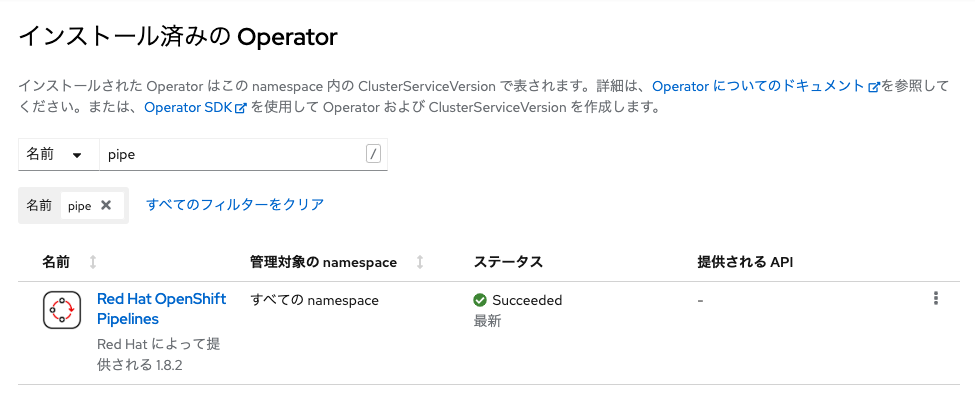 インストール済みの Operator
インストールされた Operator はこの namespace 内の ClusterServiceVersion で表されます。詳細は、Operator についてのドキュメント を参照して
ください。または、Operator SDK を使用して Operator および ClusterServiceVersion を作成します。
名前 pipe /
名前 pipe すべてのフィルターをクリア
名前 管理対象の namespace ステータス 提供される API
Red Hat OpenShift すべての namespace Succeeded -
Pipelines 最新
Red Hat によって提
供される 1.8.2